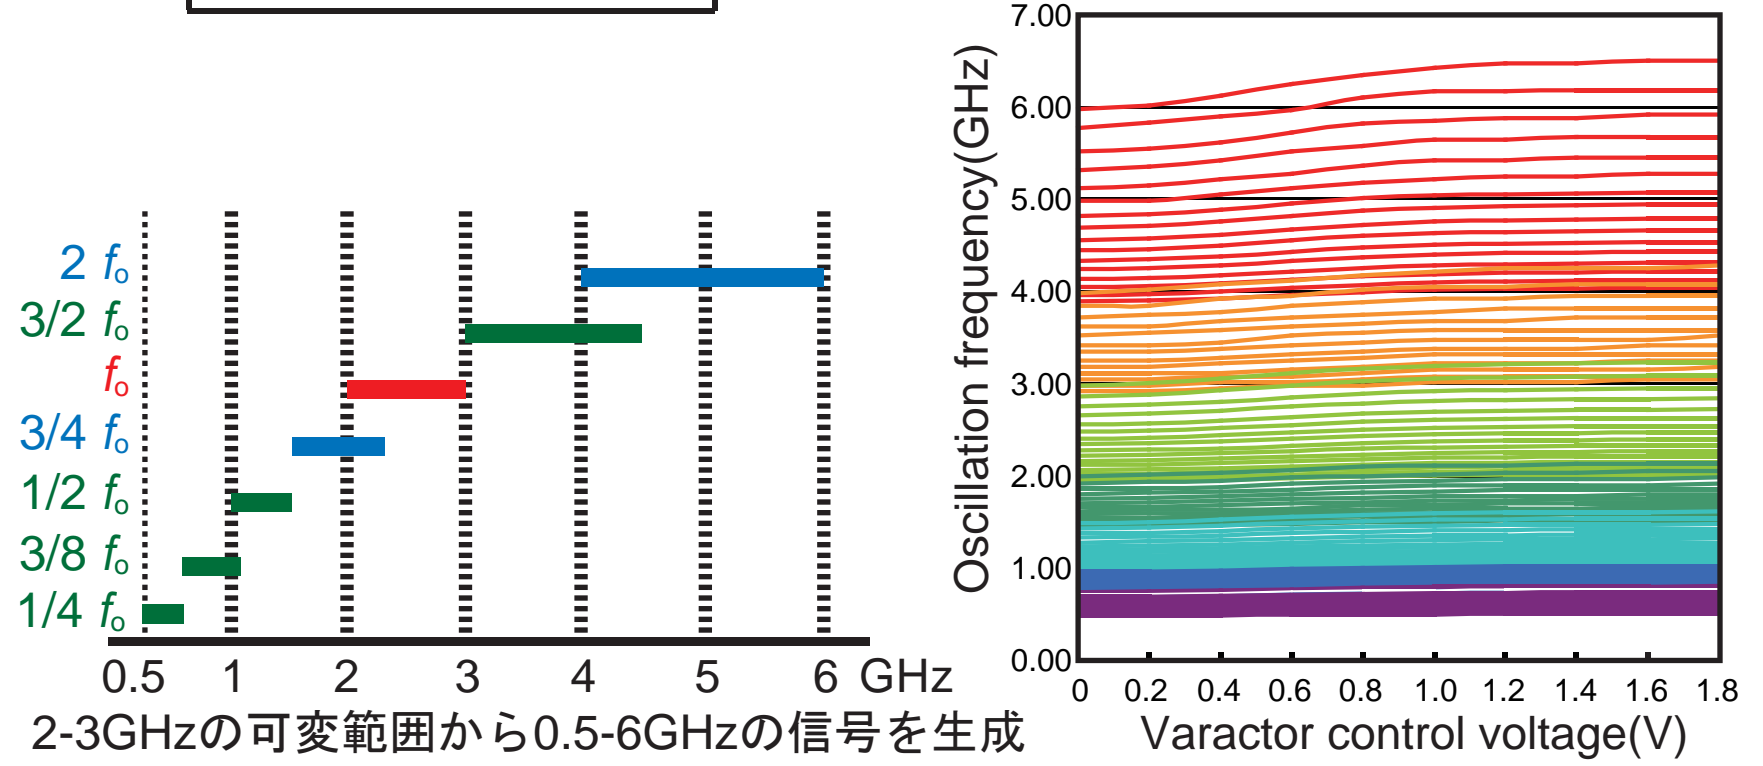 2 fo
3/2 fo
fo
3/4 fo
1/2 fo
3/8 fo
1/4 fo
0.5 1 2 3 4 5 6 GHz
2-3GHzの可変範囲から0.5-6GHzの信号を生成
Oscillation frequency(GHz)
7.00
6.00
5.00
4.00
3.00
2.00
1.00
0.00
0 0.2 0.4 0.6 0.8 1.0 1.2 1.4 1.6 1.8
Varactor control voltage(V)